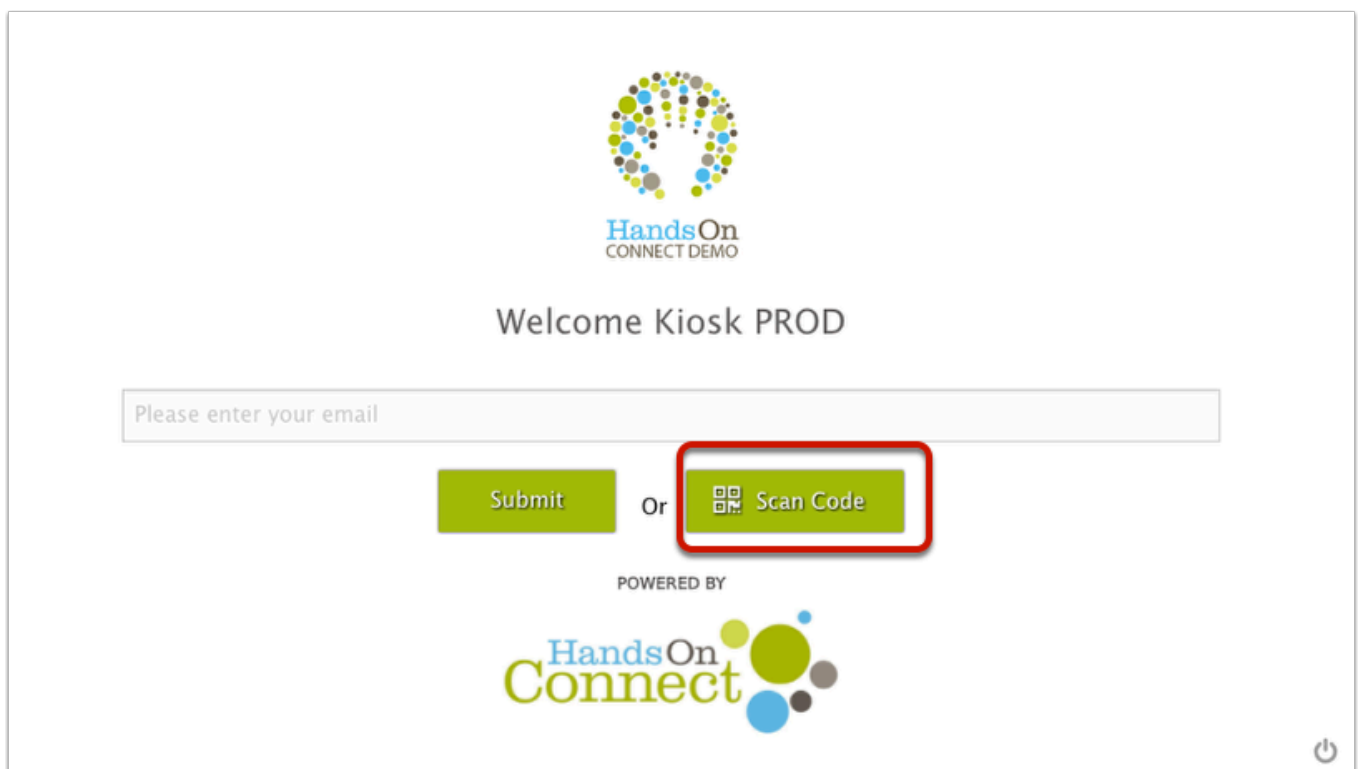 HandsOn
CONNECT DEMO
Welcome Kiosk PROD
Please enter your email
Submit
Or
Scan Code
POWERED BY
HandsOn
Connect